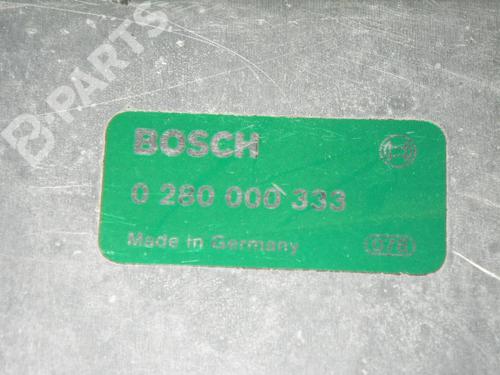 B-PARTS
BOSCH
0 280 000 333
Made in Germany
078